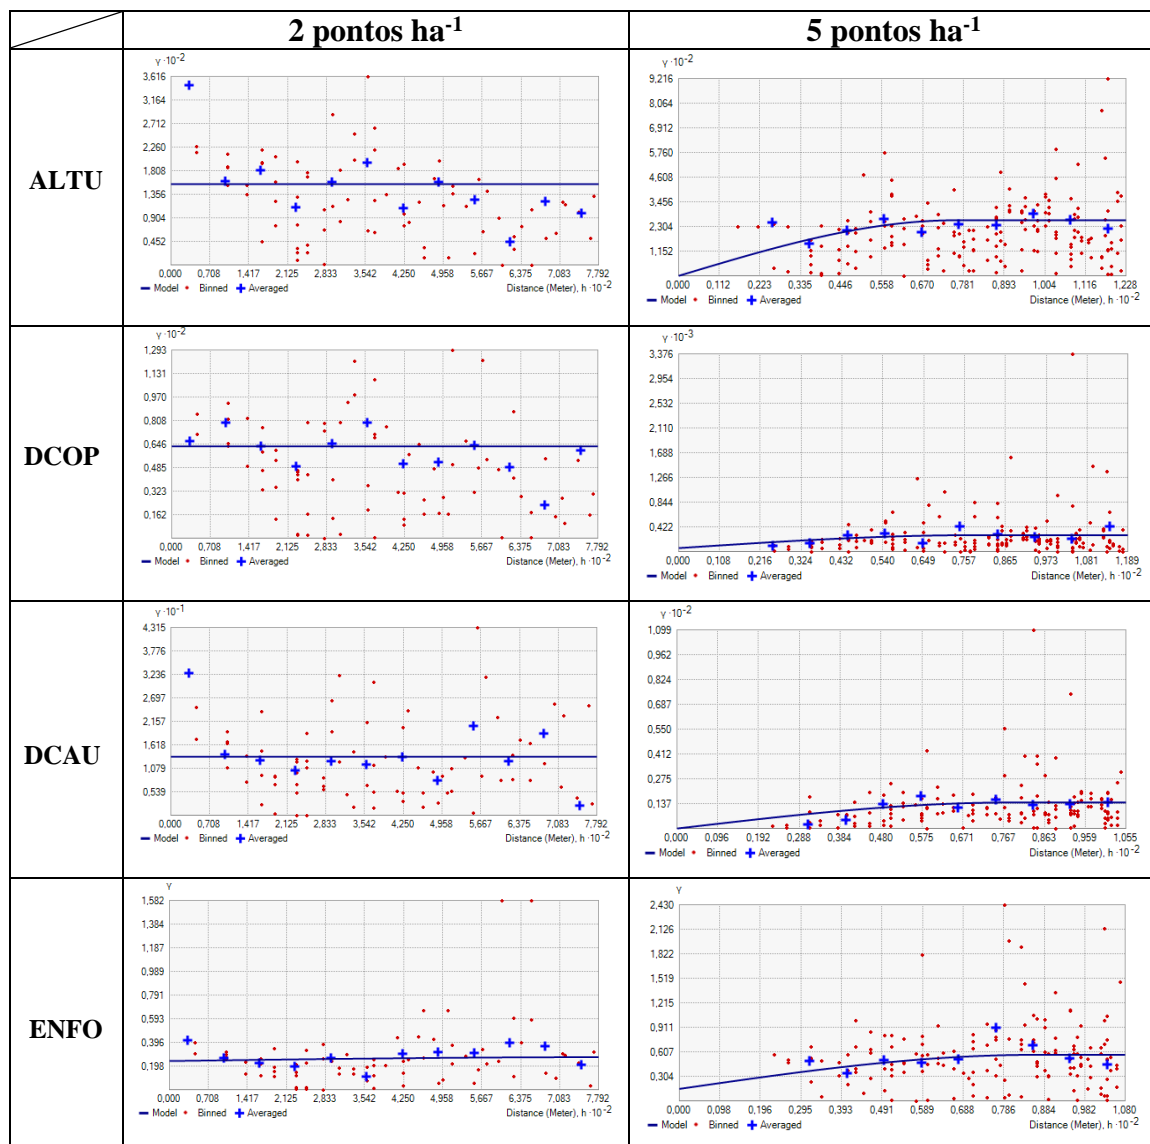 2 pontos ha-1
5 pontos ha-1
ALTU
γ ·10-2
3,616
3,164
2,712
2,260
1,808
1,356
0,904
0,452
0,000 0,708 1,417 2,125 2,833 3,542 4,250 4,958 5,667 6,375 7,083 7,792
Model Binned Averaged Distance (Meter), h ·10-2
γ ·10-2
9,216
8,064
6,912
5,760
4,608
3,456
2,304
1,152
0,000 0,112 0,223 0,335 0,446 0,558 0,670 0,781 0,893 1,004 1,116 1,228
Model Binned Averaged Distance (Meter), h ·10-2
DCOP
γ ·10-2
1,293
1,131
0,970
0,808
0,646
0,485
0,323
0,162
0,000 0,708 1,417 2,125 2,833 3,542 4,250 4,958 5,667 6,375 7,083 7,792
Model Binned Averaged Distance (Meter), h ·10-2
γ ·10-3
3,376
2,954
2,532
2,110
1,688
1,266
0,844
0,422
0,000 0,108 0,216 0,324 0,432 0,540 0,649 0,757 0,865 0,973 1,081 1,189
Model Binned Averaged Distance (Meter), h ·10-2
DCAU
γ ·10-1
4,315
3,776
3,236
2,697
2,157
1,618
1,079
0,539
0,000 0,708 1,417 2,125 2,833 3,542 4,250 4,958 5,667 6,375 7,083 7,792
Model Binned Averaged Distance (Meter), h ·10-2
γ ·10-2
1,099
0,962
0,824
0,687
0,550
0,412
0,275
0,137
0,000 0,096 0,192 0,288 0,384 0,480 0,575 0,671 0,767 0,863 0,959 1,055
Model Binned Averaged Distance (Meter), h ·10-2
ENFO
γ
1,582
1,384
1,187
0,989
0,791
0,593
0,396
0,198
0,000 0,708 1,417 2,125 2,833 3,542 4,250 4,958 5,667 6,375 7,083 7,792
Model Binned Averaged Distance (Meter), h ·10-2
γ
2,430
2,126
1,823
1,519
1,215
0,911
0,607
0,304
0,000 0,098 0,196 0,295 0,393 0,491 0,589 0,688 0,786 0,884 0,982 1,080
Model Binned Averaged Distance (Meter), h ·10-2